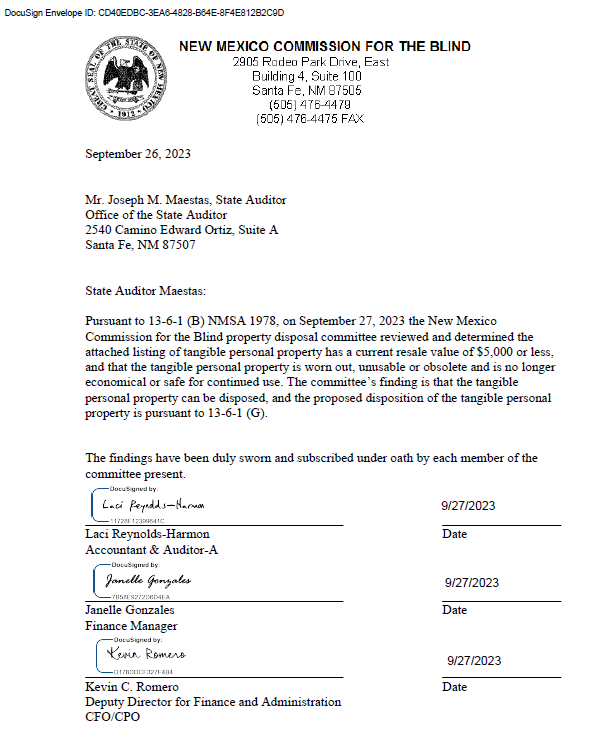 DocuSign Envelope ID: CD40EDBC-3EA6-4828-B64E-8F4E812B2C9D
GREAT SEAL OF THE STATE OF NEW MEXICO
1912
NEW MEXICO COMMISSION FOR THE BLIND
2905 Rodeo Park Drive, East
Building 4, Suite 100
Santa Fe, NM 87505
(505) 476-4479
(505) 476-4475 FAX
September 26, 2023
Mr. Joseph M. Maestas, State Auditor
Office of the State Auditor
2540 Camino Edward Ortiz, Suite A
Santa Fe, NM 87507
State Auditor Maestas:
Pursuant to 13-6-1 (B) NMSA 1978, on September 27, 2023 the New Mexico
Commission for the Blind property disposal committee reviewed and determined the
attached listing of tangible personal property has a current resale value of $5,000 or less,
and that the tangible personal property is worn out, unusable or obsolete and is no longer
economical or safe for continued use. The committee's finding is that the tangible
personal property can be disposed, and the proposed disposition of the tangible personal
property is pursuant to 13-6-1 (G).
The findings have been duly sworn and subscribed under oath by each member of the
committee present.
DocuSigned by:
Laci Reynolds-Harmon 9/27/2023
Laci Reynolds-Harmon Date
Accountant & Auditor-A
DocuSigned by:
Janelle Gonzales 9/27/2023
Janelle Gonzales Date
Finance Manager
DocuSigned by:
Kevin Romero 9/27/2023
Kevin C. Romero Date
Deputy Director for Finance and Administration
CFO/CPO